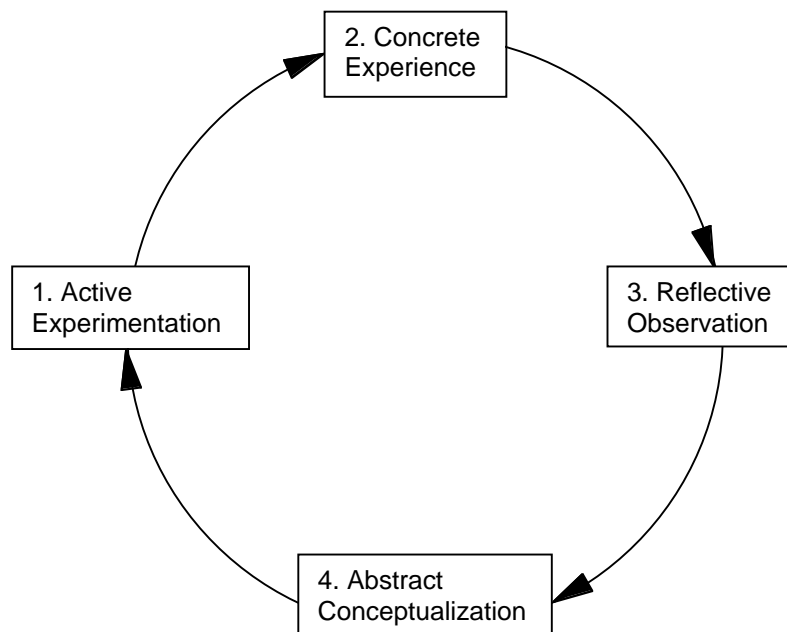 2. Concrete
Experience
1. Active
Experimentation
3. Reflective
Observation
4. Abstract
Conceptualization